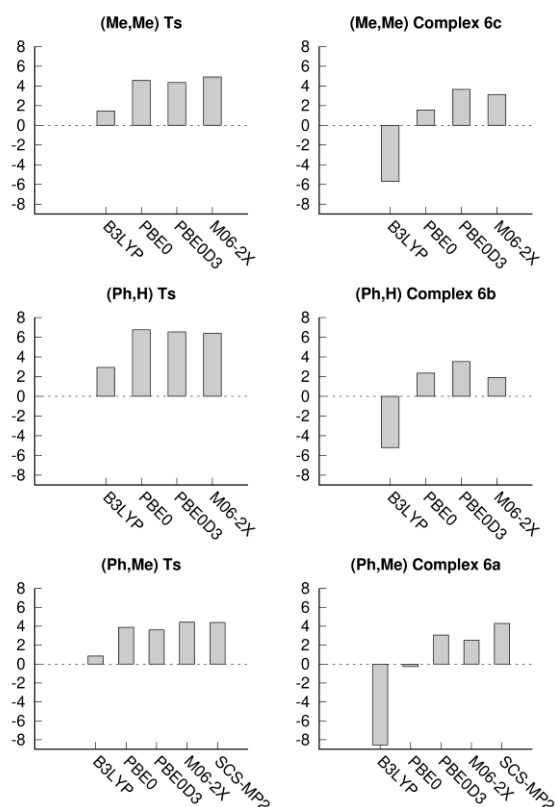 (Me,Me) Ts
8
6
4
2
0
-2
-4
-6
-8
B3LYP
PBE0
PBE0D3
M06-2X
(Me,Me) Complex 6c
8
6
4
2
0
-2
-4
-6
-8
B3LYP
PBE0
PBE0D3
M06-2X
(Ph,H) Ts
8
6
4
2
0
-2
-4
-6
-8
B3LYP
PBE0
PBE0D3
M06-2X
(Ph,H) Complex 6b
8
6
4
2
0
-2
-4
-6
-8
B3LYP
PBE0
PBE0D3
M06-2X
(Ph,Me) Ts
8
6
4
2
0
-2
-4
-6
-8
B3LYP
PBE0
PBE0D3
M06-2X
SCS-MP2
(Ph,Me) Complex 6a
8
6
4
2
0
-2
-4
-6
-8
B3LYP
PBE0
PBE0D3
M06-2X
SCS-MP2